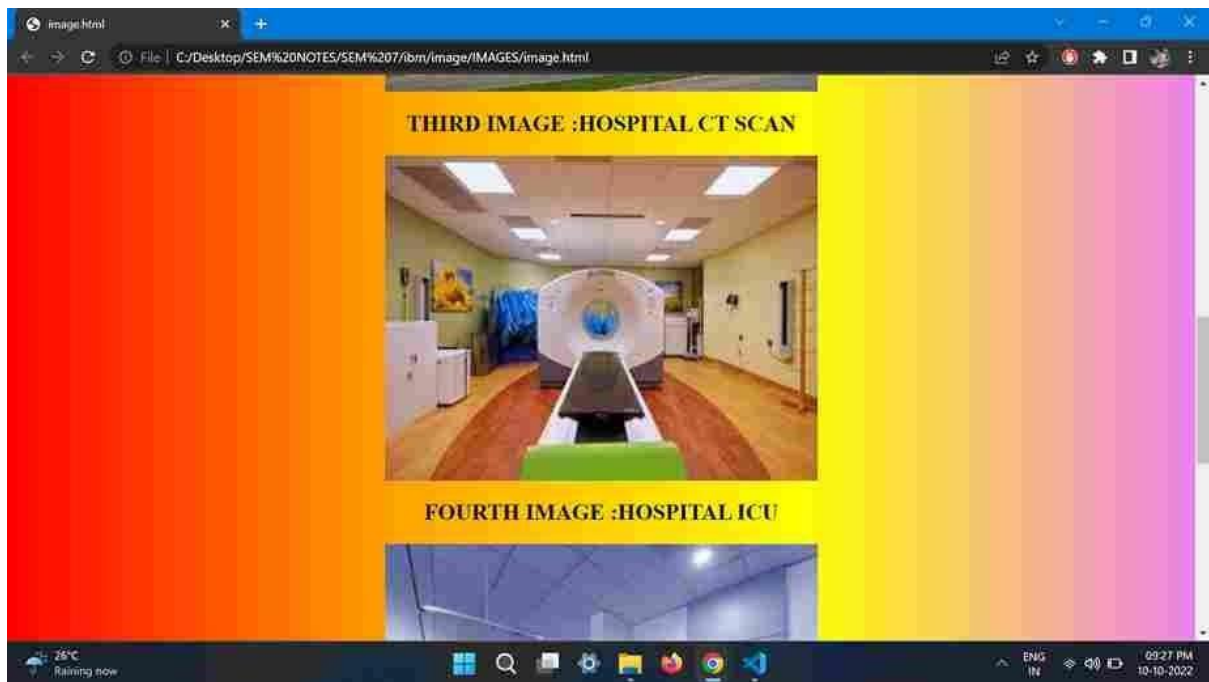 image.html
File | C:/Desktop/SEM%20NOTES/SEM%207/ibm/image/IMAGES/image.html
THIRD IMAGE :HOSPITAL CT SCAN
FOURTH IMAGE :HOSPITAL ICU
26°C
Raining now
ENG
IN
09:27 PM
10-10-2022